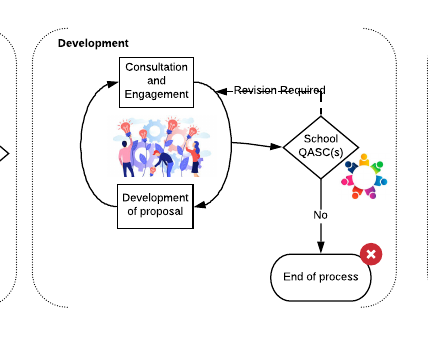 Development
Consultation
and
Engagement
Revision Required
School
QASC(s)
Development
of proposal
No
End of process